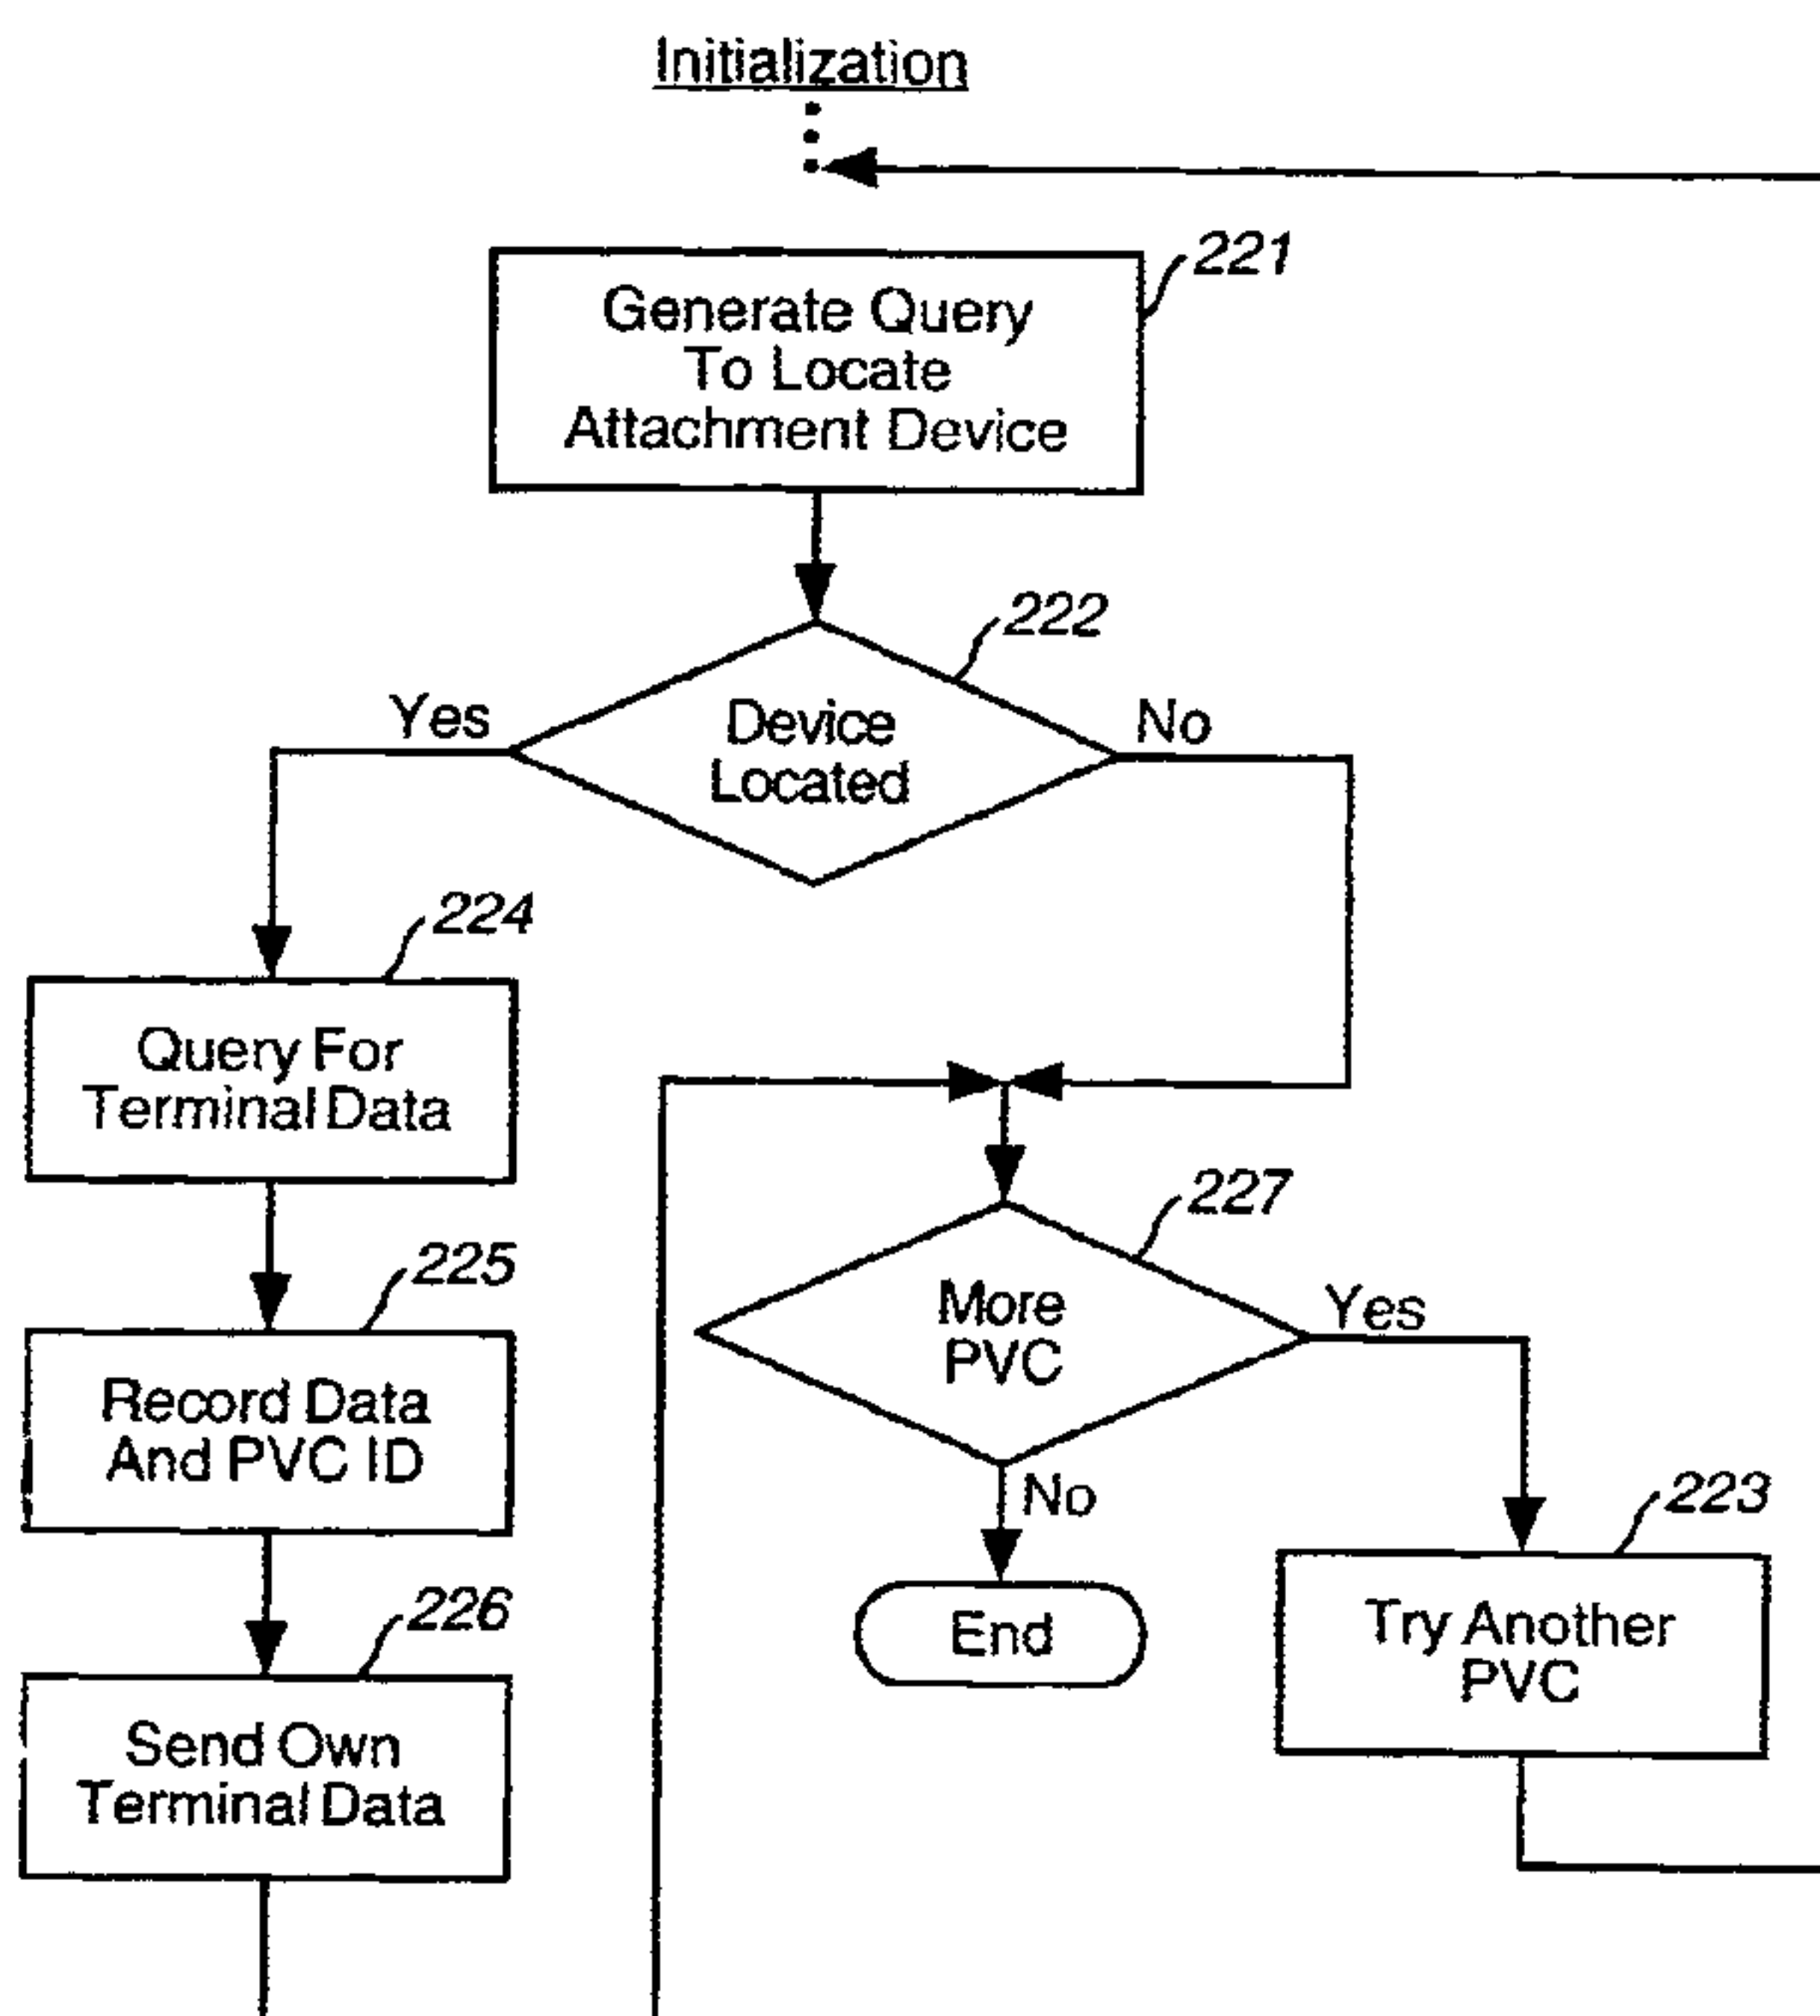 Initialization
221
Generate Query
To Locate
Attachment Device
222
Yes
Device
Located
No
224
Query For
Terminal Data
227
More
PVC
Yes
225
Record Data
And PVC ID
No
223
End
Try Another
PVC
226
Send Own
Terminal Data